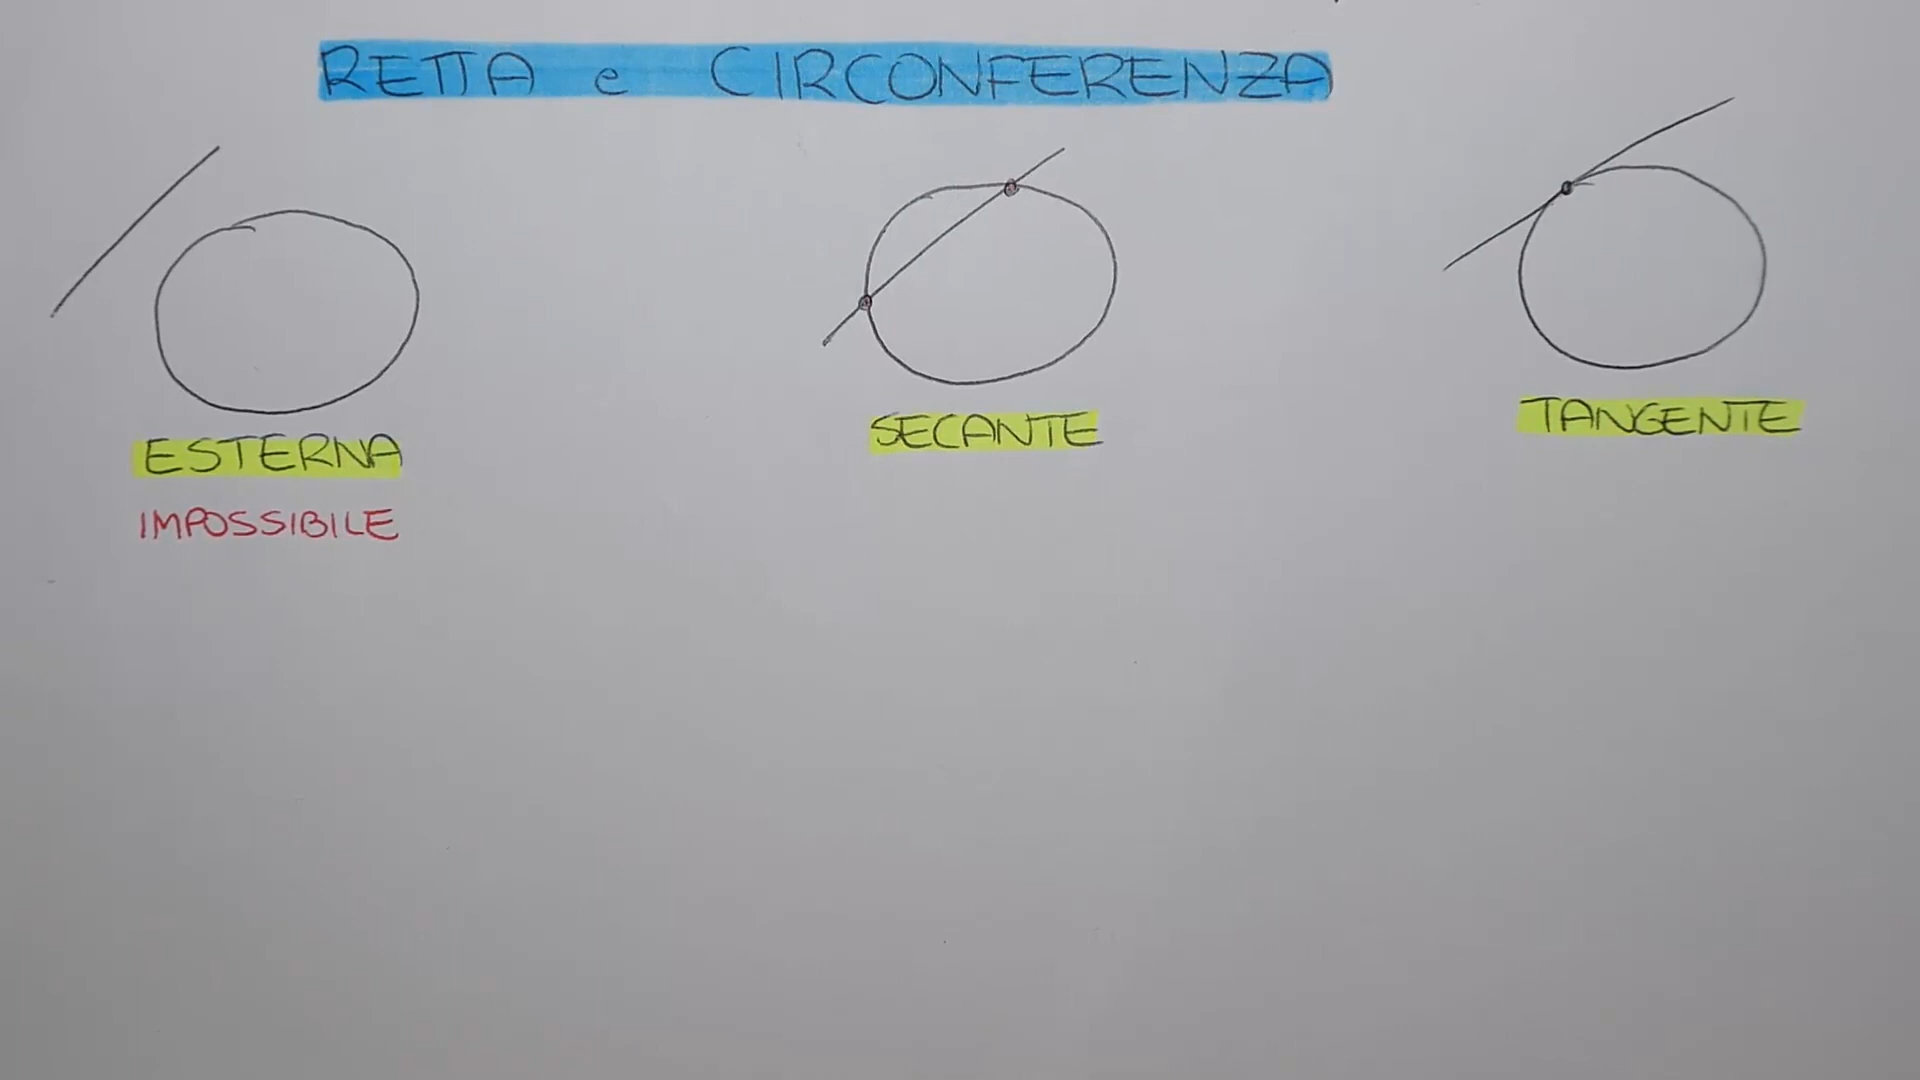 RETTA e CIRCONFERENZA
ESTERNA
IMPOSSIBILE
SECANTE
TANGENTE